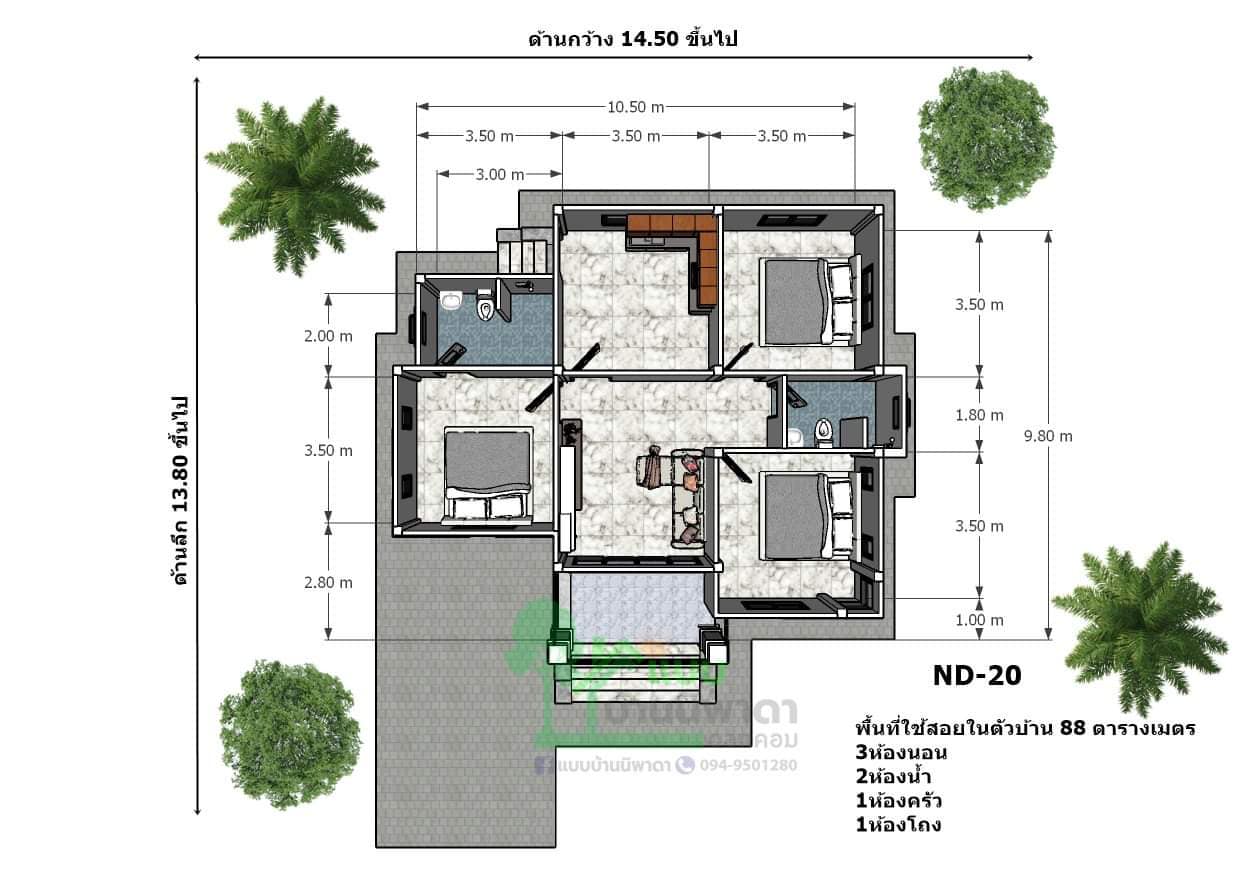 ด้านกว้าง 14.50 ขึ้นไป
10.50 m
3.50 m
3.50 m
3.50 m
3.00 m
ด้านลึก 13.80 ขึ้นไป
2.00 m
3.50 m
2.80 m
3.50 m
1.80 m
9.80 m
3.50 m
1.00 m
ND-20
พื้นที่ใช้สอยในตัวบ้าน 88 ตารางเมตร
3ห้องนอน
2ห้องน้ำ
1ห้องครัว
1ห้องโถง
แบบ
บ้านนิพาดา
ดอทคอม
แบบบ้านนิพาดา 094-9501280